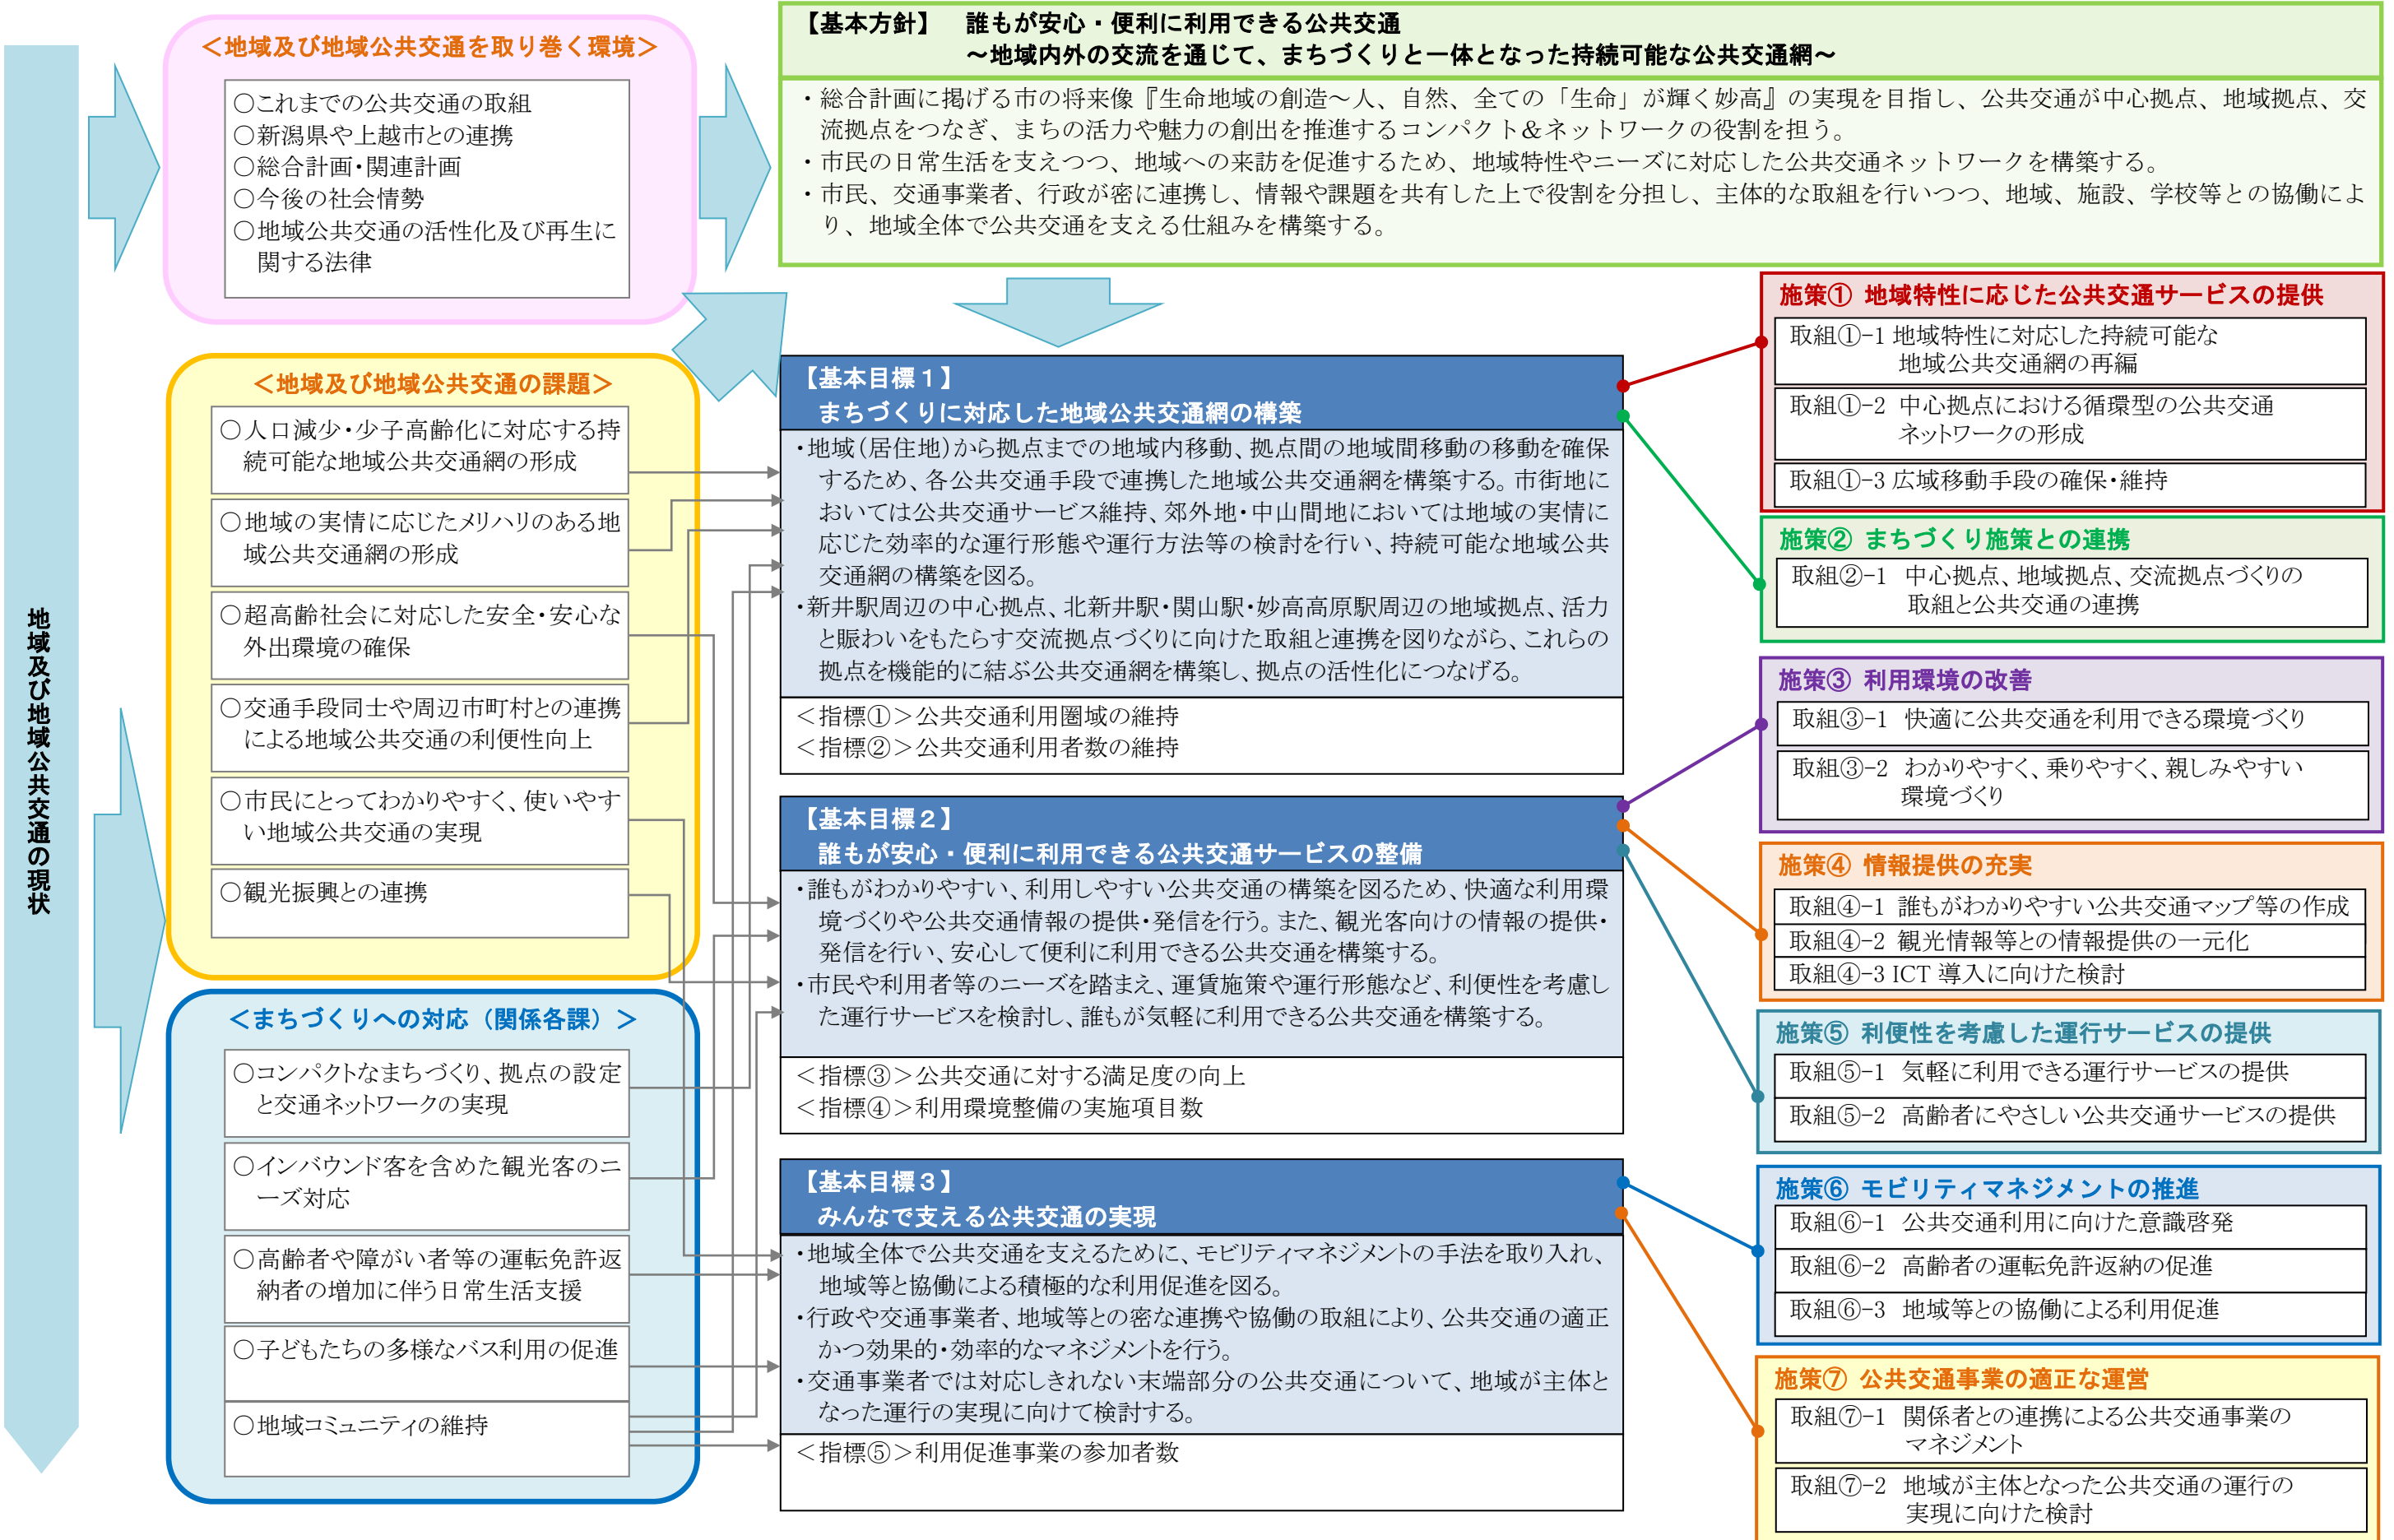 地域及び地域公共交通の現状
＜地域及び地域公共交通を取り巻く環境＞
○これまでの公共交通の取組
○新潟県や上越市との連携
○総合計画・関連計画
○今後の社会情勢
○地域公共交通の活性化及び再生に
関する法律
＜地域及び地域公共交通の課題＞
○人口減少・少子高齢化に対応する持
続可能な地域公共交通網の形成
○地域の実情に応じたメリハリのある地
域公共交通網の形成
○超高齢社会に対応した安全・安心な
外出環境の確保
○交通手段同士や周辺市町村との連携
による地域公共交通の利便性向上
○市民にとってわかりやすく、使いやす
い地域公共交通の実現
○観光振興との連携
＜まちづくりへの対応（関係各課）＞
○コンパクトなまちづくり、拠点の設定
と交通ネットワークの実現
○インバウンド客を含めた観光客のニ
ーズ対応
○高齢者や障がい者等の運転免許返
納者の増加に伴う日常生活支援
○子どもたちの多様なバス利用の促進
○地域コミュニティの維持
【基本方針】　誰もが安心・便利に利用できる公共交通
～地域内外の交流を通じて、まちづくりと一体となった持続可能な公共交通網～
・総合計画に掲げる市の将来像『生命地域の創造～人、自然、全ての「生命」が輝く妙高』の実現を目指し、公共交通が中心拠点、地域拠点、交
流拠点をつなぎ、まちの活力や魅力の創出を推進するコンパクト＆ネットワークの役割を担う。
・市民の日常生活を支えつつ、地域への来訪を促進するため、地域特性やニーズに対応した公共交通ネットワークを構築する。
・市民、交通事業者、行政が密に連携し、情報や課題を共有した上で役割を分担し、主体的な取組を行いつつ、地域、施設、学校等との協働によ
り、地域全体で公共交通を支える仕組みを構築する。
【基本目標１】
まちづくりに対応した地域公共交通網の構築
・地域（居住地）から拠点までの地域内移動、拠点間の地域間移動の移動を確保
するため、各公共交通手段で連携した地域公共交通網を構築する。市街地に
おいては公共交通サービス維持、郊外地・中山間地においては地域の実情に
応じた効率的な運行形態や運行方法等の検討を行い、持続可能な地域公共
交通網の構築を図る。
・新井駅周辺の中心拠点、北新井駅・関山駅・妙高高原駅周辺の地域拠点、活力
と賑わいをもたらす交流拠点づくりに向けた取組と連携を図りながら、これらの
拠点を機能的に結ぶ公共交通網を構築し、拠点の活性化につなげる。
＜指標①＞公共交通利用圏域の維持
＜指標②＞公共交通利用者数の維持
【基本目標２】
誰もが安心・便利に利用できる公共交通サービスの整備
・誰もがわかりやすい、利用しやすい公共交通の構築を図るため、快適な利用環
境づくりや公共交通情報の提供・発信を行う。また、観光客向けの情報の提供・
発信を行い、安心して便利に利用できる公共交通を構築する。
・市民や利用者等のニーズを踏まえ、運賃施策や運行形態など、利便性を考慮し
た運行サービスを検討し、誰もが気軽に利用できる公共交通を構築する。
＜指標③＞公共交通に対する満足度の向上
＜指標④＞利用環境整備の実施項目数
【基本目標３】
みんなで支える公共交通の実現
・地域全体で公共交通を支えるために、モビリティマネジメントの手法を取り入れ、
地域等と協働による積極的な利用促進を図る。
・行政や交通事業者、地域等との密な連携や協働の取組により、公共交通の適正
かつ効果的・効率的なマネジメントを行う。
・交通事業者では対応しきれない末端部分の公共交通について、地域が主体と
なった運行の実現に向けて検討する。
＜指標⑤＞利用促進事業の参加者数
施策① 地域特性に応じた公共交通サービスの提供
取組①-1 地域特性に対応した持続可能な
地域公共交通網の再編
取組①-2 中心拠点における循環型の公共交通
ネットワークの形成
取組①-3 広域移動手段の確保・維持
施策② まちづくり施策との連携
取組②-1 中心拠点、地域拠点、交流拠点づくりの
取組と公共交通の連携
施策③ 利用環境の改善
取組③-1 快適に公共交通を利用できる環境づくり
取組③-2 わかりやすく、乗りやすく、親しみやすい
環境づくり
施策④ 情報提供の充実
取組④-1 誰もがわかりやすい公共交通マップ等の作成
取組④-2 観光情報等との情報提供の一元化
取組④-3 ICT 導入に向けた検討
施策⑤ 利便性を考慮した運行サービスの提供
取組⑤-1 気軽に利用できる運行サービスの提供
取組⑤-2 高齢者にやさしい公共交通サービスの提供
施策⑥ モビリティマネジメントの推進
取組⑥-1 公共交通利用に向けた意識啓発
取組⑥-2 高齢者の運転免許返納の促進
取組⑥-3 地域等との協働による利用促進
施策⑦ 公共交通事業の適正な運営
取組⑦-1 関係者との連携による公共交通事業の
マネジメント
取組⑦-2 地域が主体となった公共交通の運行の
実現に向けた検討